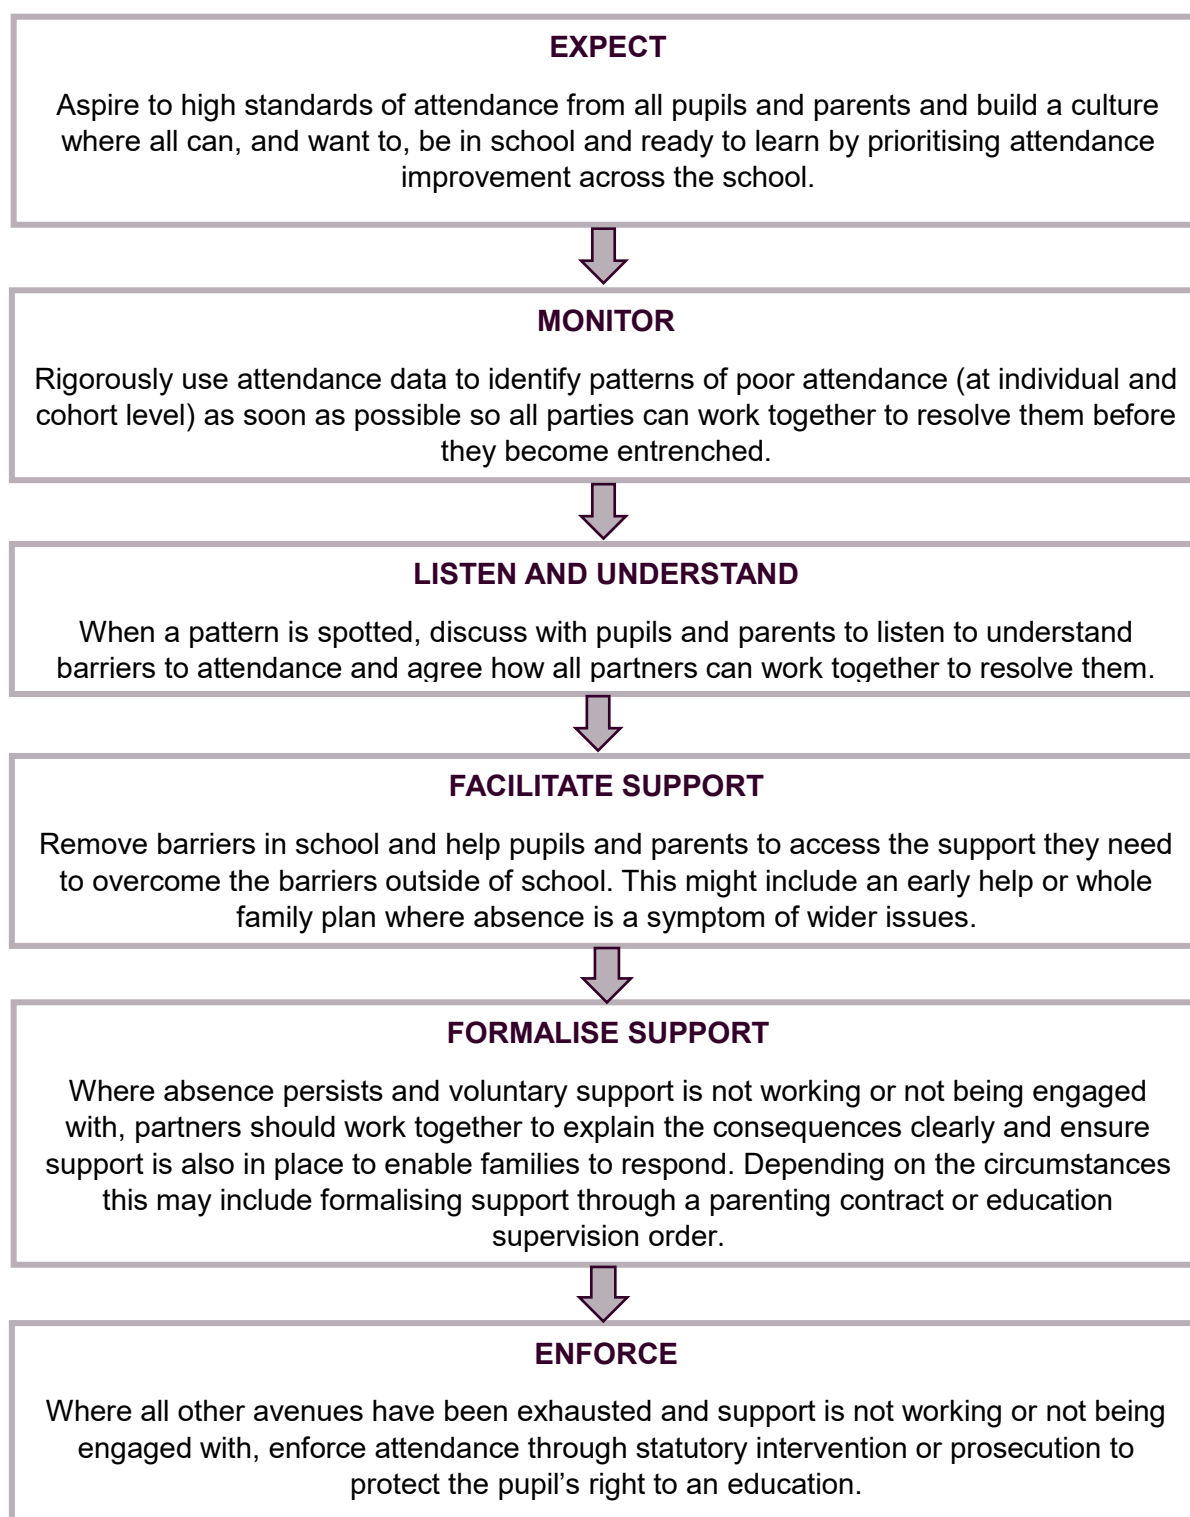 EXPECT
Aspire to high standards of attendance from all pupils and parents and build a culture
where all can, and want to, be in school and ready to learn by prioritising attendance
improvement across the school.
MONITOR
Rigorously use attendance data to identify patterns of poor attendance (at individual and
cohort level) as soon as possible so all parties can work together to resolve them before
they become entrenched.
LISTEN AND UNDERSTAND
When a pattern is spotted, discuss with pupils and parents to listen to understand
barriers to attendance and agree how all partners can work together to resolve them.
FACILITATE SUPPORT
Remove barriers in school and help pupils and parents to access the support they need
to overcome the barriers outside of school. This might include an early help or whole
family plan where absence is a symptom of wider issues.
FORMALISE SUPPORT
Where absence persists and voluntary support is not working or not being engaged
with, partners should work together to explain the consequences clearly and ensure
support is also in place to enable families to respond. Depending on the circumstances
this may include formalising support through a parenting contract or education
supervision order.
ENFORCE
Where all other avenues have been exhausted and support is not working or not being
engaged with, enforce attendance through statutory intervention or prosecution to
protect the pupil’s right to an education.